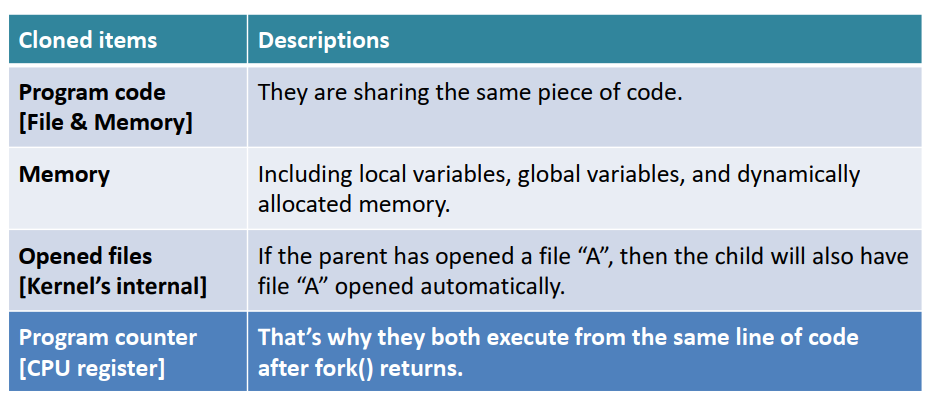 Cloned items
Descriptions
Program code
[File & Memory]
They are sharing the same piece of code.
Memory
Including local variables, global variables, and dynamically
allocated memory.
Opened files
[Kernel’s internal]
If the parent has opened a file “A”, then the child will also have
file “A” opened automatically.
Program counter
[CPU register]
That’s why they both execute from the same line of code
after fork() returns.